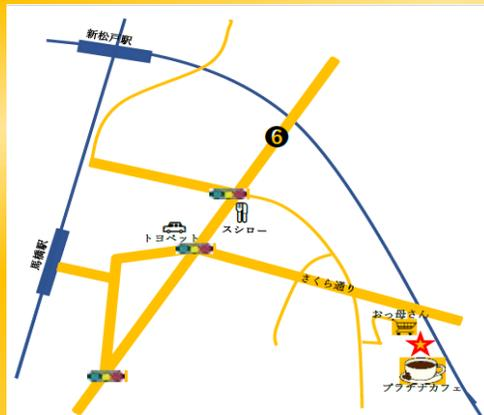 新松戸駅
6
スシロー
トヨペット
馬橋駅
さくら通り
おっ母さん
プラチナカフェ